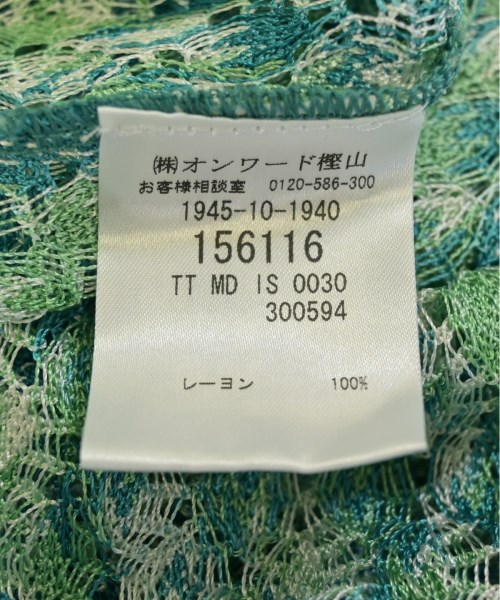 (株)オンワード樫山
お客様相談室 0120-586-300
1945-10-1940
156116
TT MD IS 0030
300594
レーヨン 100%